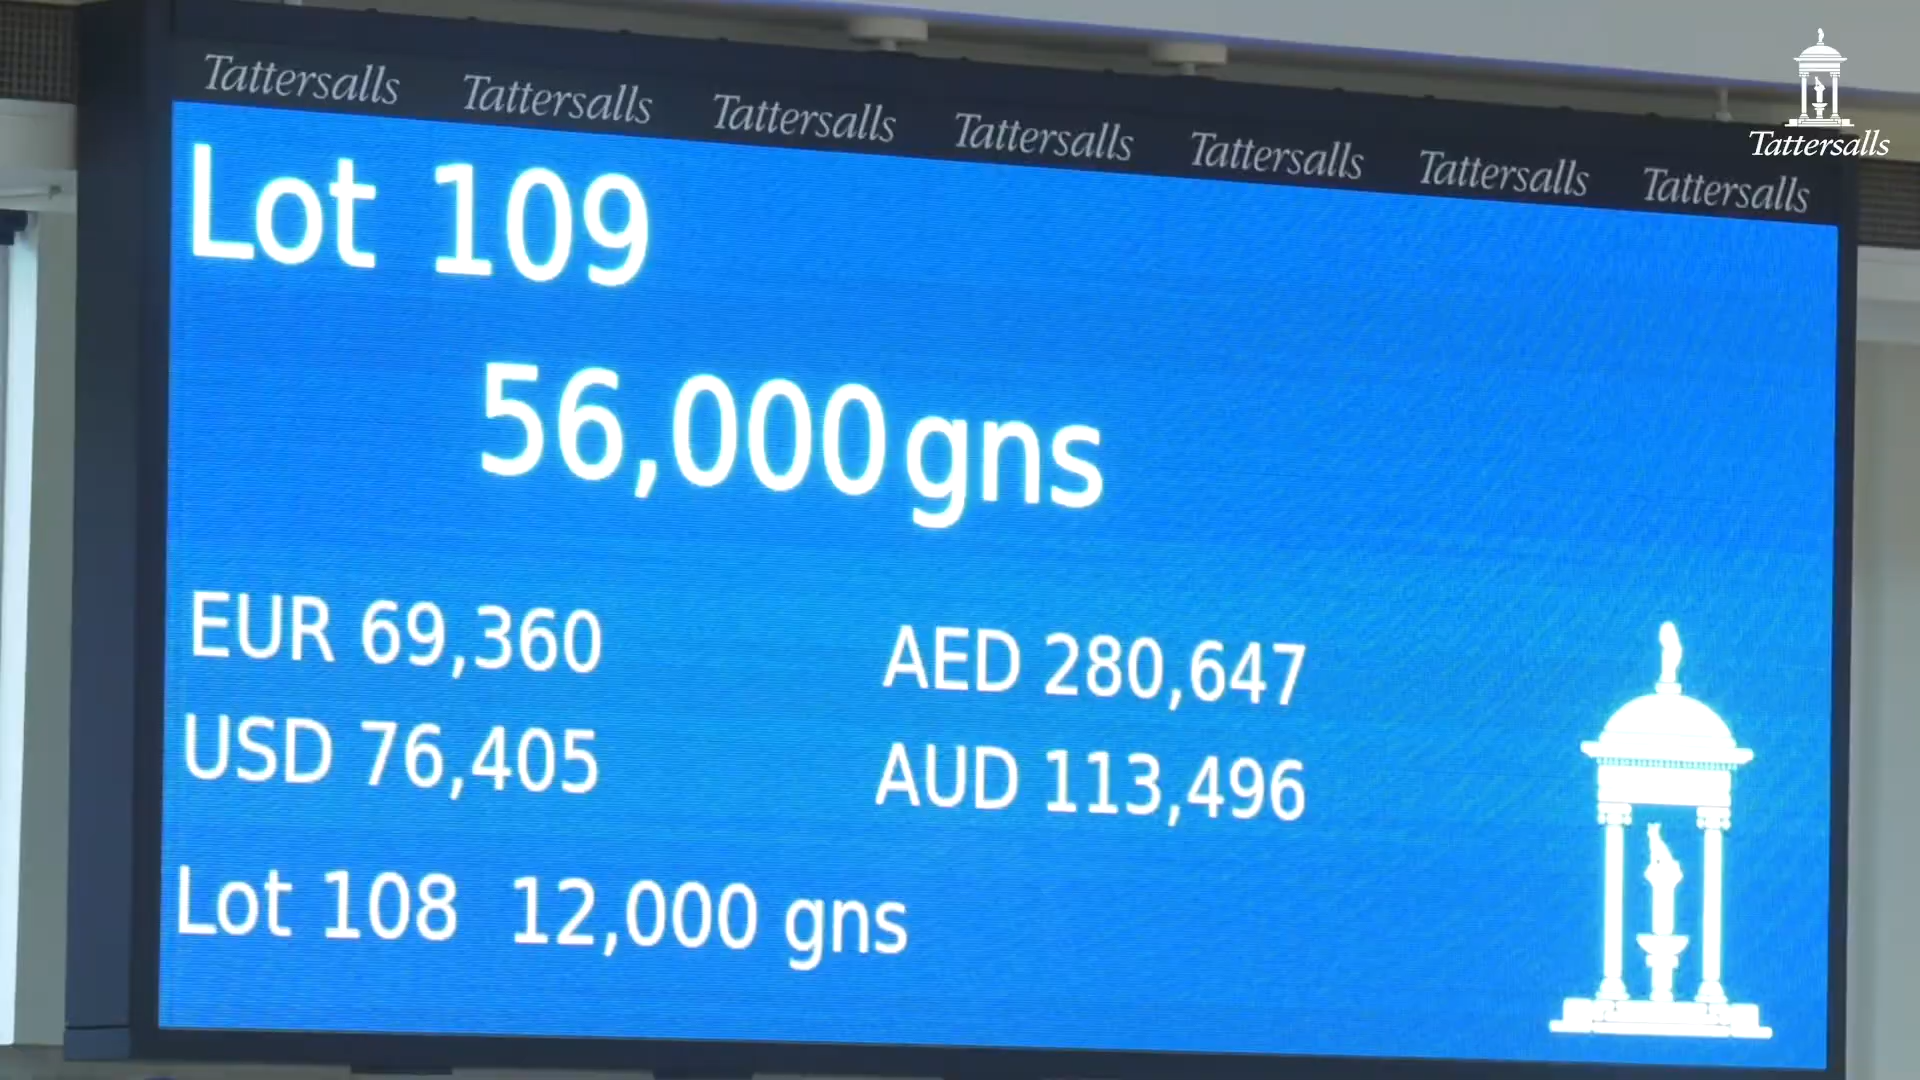 Tattersalls Tattersalls Tattersalls Tattersalls Tattersalls Tattersalls Tattersalls
Tattersalls
Lot 109
56,000 gns
EUR 69,360 AED 280,647
USD 76,405 AUD 113,496
Lot 108 12,000 gns